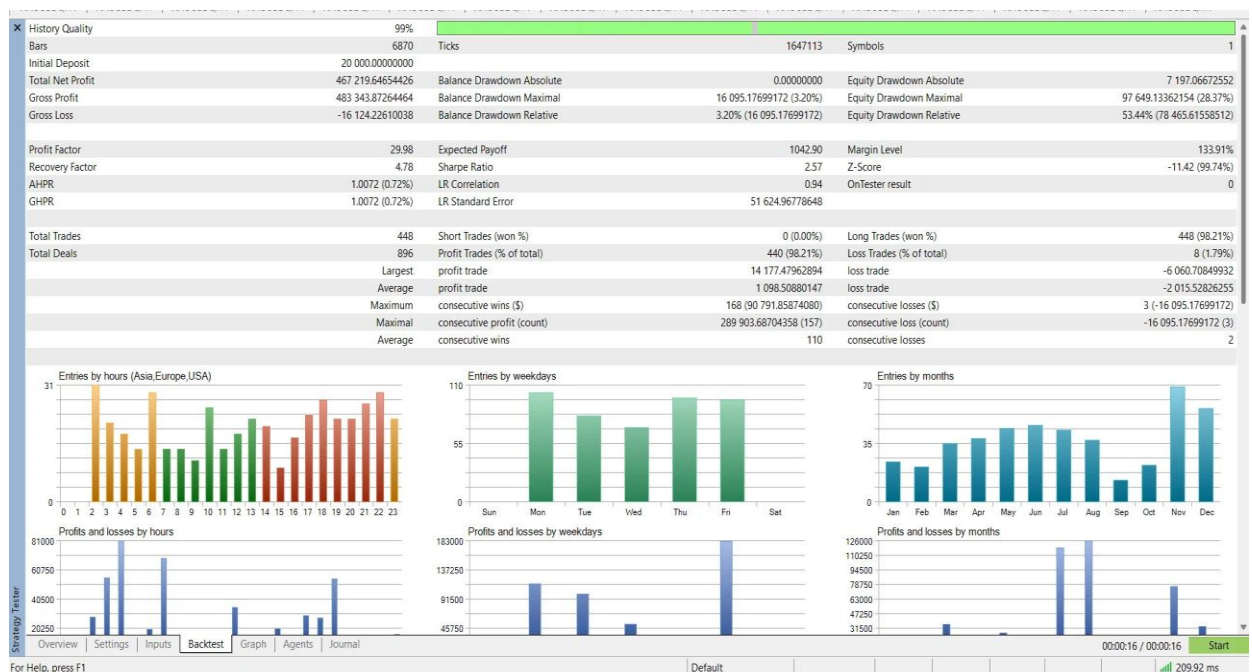 History Quality 99%
Bars 6870 Ticks 1647113 Symbols 1
Initial Deposit 20 000.00000000
Total Net Profit 467 219.64654426 Balance Drawdown Absolute 0.00000000 Equity Drawdown Absolute 7 197.06672552
Gross Profit 483 343.87264464 Balance Drawdown Maximal 16 095.17699172 (3.20%) Equity Drawdown Maximal 97 649.13362154 (28.37%)
Gross Loss -16 124.22610038 Balance Drawdown Relative 3.20% (16 095.17699172) Equity Drawdown Relative 53.44% (78 465.61558512)
Profit Factor 29.98 Expected Payoff 1042.90 Margin Level 133.91%
Recovery Factor 4.78 Sharpe Ratio 2.57 Z-Score -11.42 (99.74%)
AHPR 1.0072 (0.72%) LR Correlation 0.94 OnTester result 0
GHPR 1.0072 (0.72%) LR Standard Error 51 624.96778648
Total Trades 448 Short Trades (won %) 0 (0.00%) Long Trades (won %) 448 (98.21%)
Total Deals 896 Profit Trades (% of total) 440 (98.21%) Loss Trades (% of total) 8 (1.79%)
Largest profit trade 14 177.47962894 loss trade -6 060.70849932
Average profit trade 1 098.50880147 loss trade -2 015.52826255
Maximum consecutive wins ($) 168 (90 791.85874080) consecutive losses ($) 3 (-16 095.17699172)
Maximal consecutive profit (count) 289 903.68704358 (157) consecutive loss (count) -16 095.17699172 (3)
Average consecutive wins 110 consecutive losses 2
Entries by hours (Asia,Europe,USA) Entries by weekdays Entries by months
31 110 70
55 35
0 0 0
0 1 2 3 4 5 6 7 8 9 10 11 12 13 14 15 16 17 18 19 20 21 22 23 Sun Mon Tue Wed Thu Fri Sat Jan Feb Mar Apr May Jun Jul Aug Sep Oct Nov Dec
Profits and losses by hours Profits and losses by weekdays Profits and losses by months
81000 183000 126000
110250
60750 137250 94500
78750
40500 91500 63000
47250
20250 45750 31500
Strategy Tester
Overview Settings Inputs Backtest Graph Agents Journal 00:00:16 / 00:00:16 Start
For Help, press F1 Default 209.92 ms